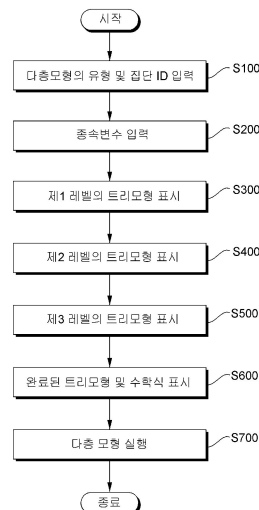 시작
다층모형의 유형 및 집단 ID 입력
S100
종속변수 입력
S200
제1 레벨의 트리모형 표시
S300
제2 레벨의 트리모형 표시
S400
제3 레벨의 트리모형 표시
S500
완료된 트리모형 및 수학식 표시
S600
다층 모형 실행
S700
종료